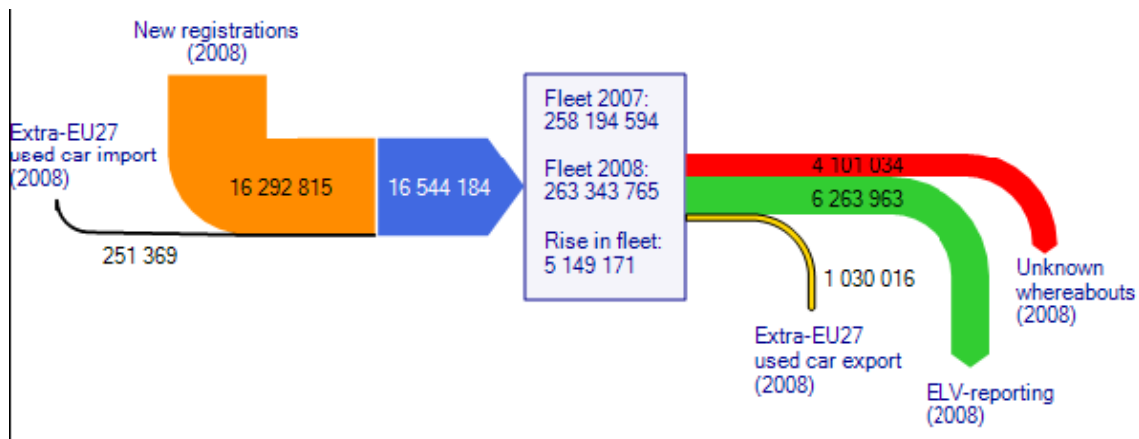 New registrations
(2008)
Extra-EU27
used car import
(2008)
16 292 815
251 369
16 544 184
Fleet 2007:
258 194 594
Fleet 2008:
263 343 765
Rise in fleet:
5 149 171
4 101 034
6 263 963
1 030 016
Unknown
whereabouts
(2008)
Extra-EU27
used car export
(2008)
ELV-reporting
(2008)